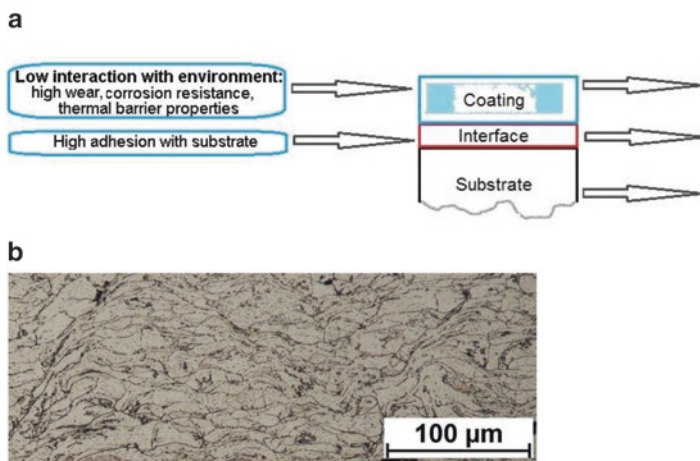 a
Low interaction with environment:
high wear, corrosion resistance,
thermal barrier properties
High adhesion with substrate
Coating
Interface
Substrate
b
100 µm